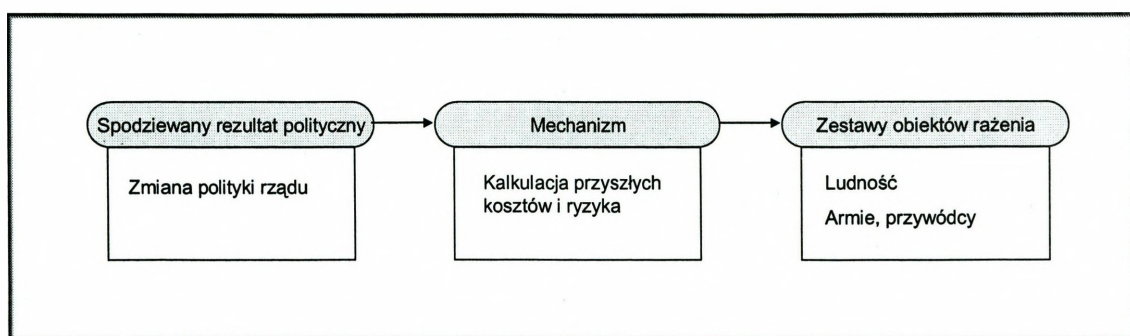 Spodziewany rezultat polityczny
Zmiana polityki rządu
Mechanizm
Kalkulacja przyszłych
kosztów i ryzyka
Zestawy obiektów rażenia
Ludność
Armie, przywódcy